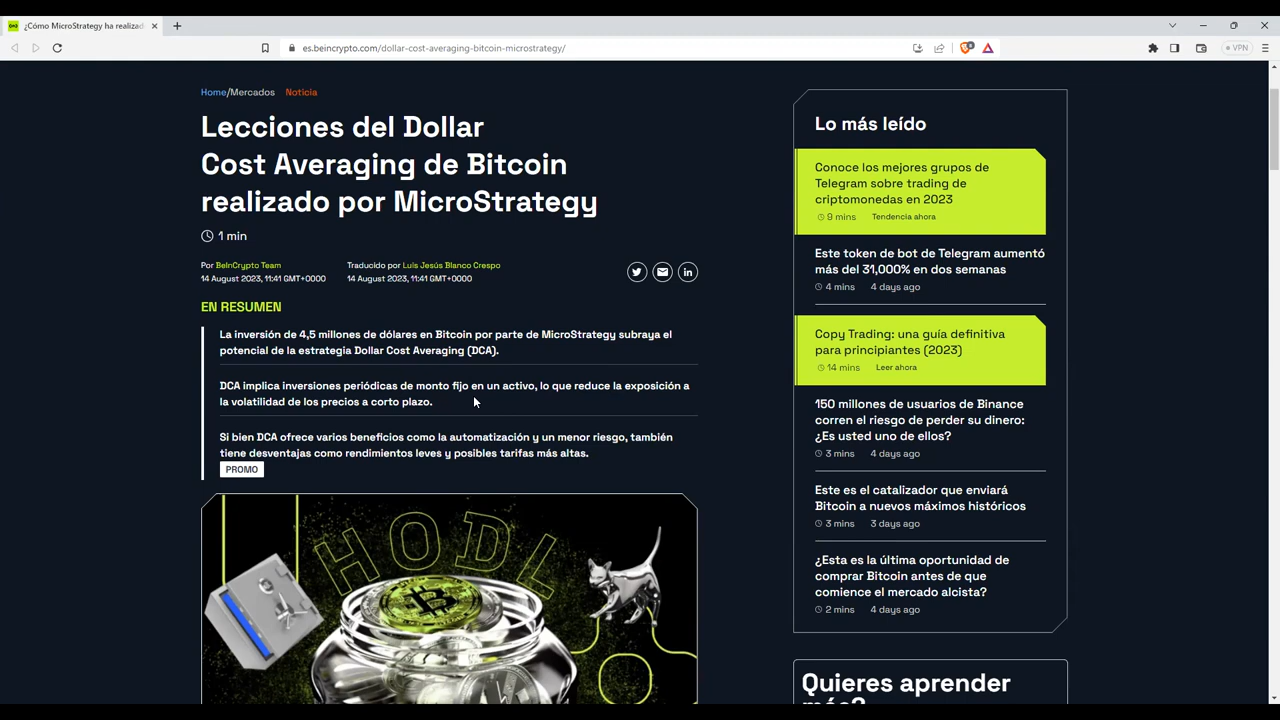 ¿Cómo MicroStrategy ha realizad
es.beincrypto.com/dollar-cost-averaging-bitcoin-microstrategy/
VPN
Home/Mercados Noticia
Lecciones del Dollar
Cost Averaging de Bitcoin
realizado por MicroStrategy
1 min
Por BeInCrypto Team
14 August 2023, 11:41 GMT+0000
Traducido por Luis Jesús Blanco Crespo
14 August 2023, 11:41 GMT+0000
EN RESUMEN
La inversión de 4,5 millones de dólares en Bitcoin por parte de MicroStrategy subraya el
potencial de la estrategia Dollar Cost Averaging (DCA).
DCA implica inversiones periódicas de monto fijo en un activo, lo que reduce la exposición a
la volatilidad de los precios a corto plazo.
Si bien DCA ofrece varios beneficios como la automatización y un menor riesgo, también
tiene desventajas como rendimientos leves y posibles tarifas más altas.
PROMO
HODL
Lo más leído
Conoce los mejores grupos de
Telegram sobre trading de
criptomonedas en 2023
9 mins Tendencia ahora
Este token de bot de Telegram aumentó
más del 31,000% en dos semanas
4 mins 4 days ago
Copy Trading: una guía definitiva
para principiantes (2023)
14 mins Leer ahora
150 millones de usuarios de Binance
corren el riesgo de perder su dinero:
¿Es usted uno de ellos?
3 mins 4 days ago
Este es el catalizador que enviará
Bitcoin a nuevos máximos históricos
3 mins 3 days ago
¿Esta es la última oportunidad de
comprar Bitcoin antes de que
comience el mercado alcista?
2 mins 4 days ago
Quieres aprender
más?